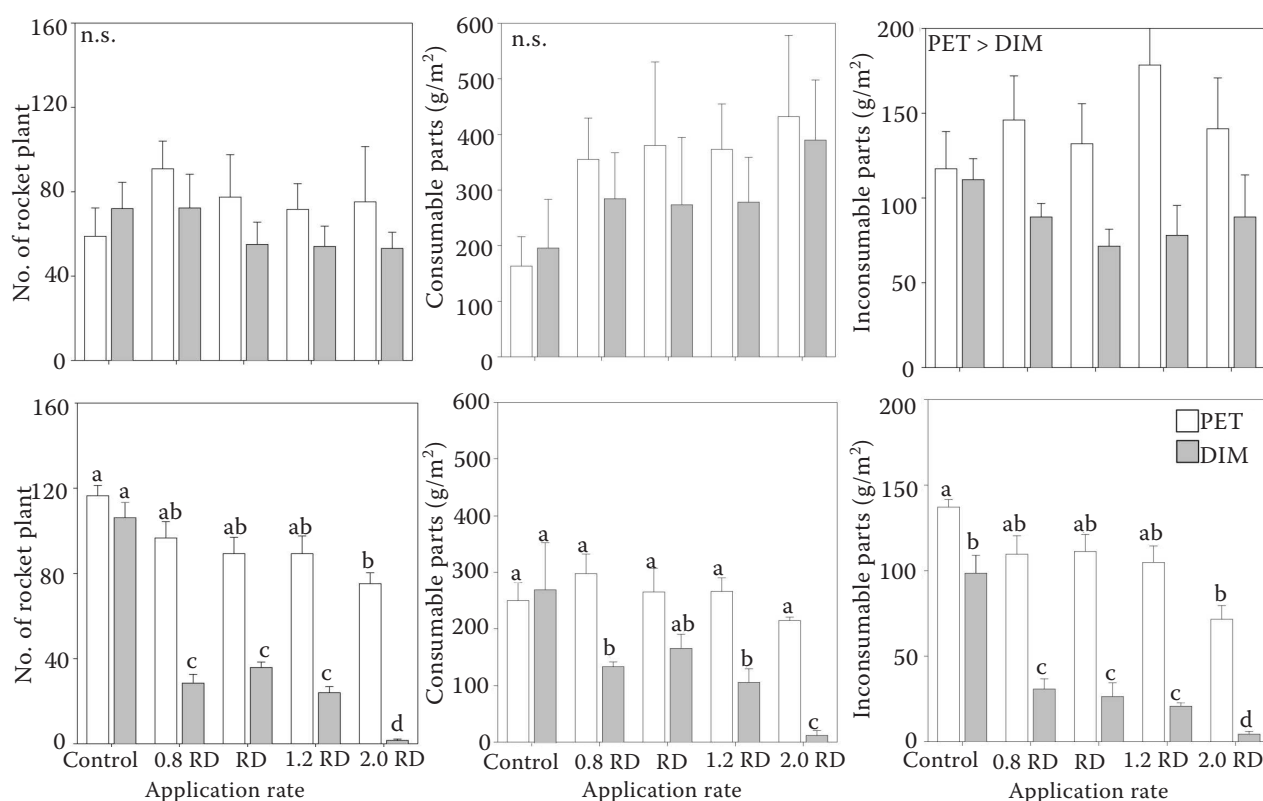 160
120
80
40
0
No. of rocket plant
n.s.
600
500
400
300
200
100
0
Consumable parts (g/m²)
n.s.
200
150
100
50
0
Inconsumable parts (g/m²)
PET > DIM
160
120
80
40
0
No. of rocket plant
a a ab c ab c ab c b d
Control 0.8 RD RD 1.2 RD 2.0 RD
Application rate
600
500
400
300
200
100
0
Consumable parts (g/m²)
a a a b a ab a b a c
Control 0.8 RD RD 1.2 RD 2.0 RD
Application rate
200
150
100
50
0
Inconsumable parts (g/m²)
PET
DIM
a b ab c ab c ab c b d
Control 0.8 RD RD 1.2 RD 2.0 RD
Application rate